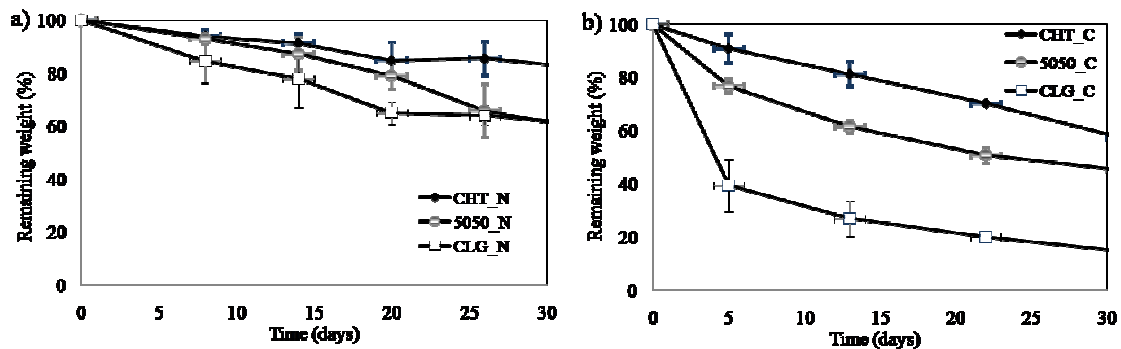 a)
Remaining weight (%)
100
80
60
40
20
0
CHT_N
5050_N
CLG_N
0 5 10 15 20 25 30
Time (days)
b)
Remaining weight (%)
100
80
60
40
20
0
CHT_C
5050_C
CLG_C
0 5 10 15 20 25 30
Time (days)